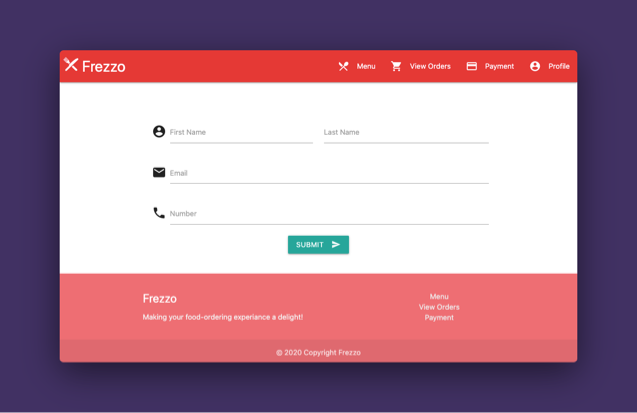 Frezzo
Menu
View Orders
Payment
Profile
First Name
Last Name
Email
Number
SUBMIT
Frezzo
Making your food-ordering experiance a delight!
Menu
View Orders
Payment
© 2020 Copyright Frezzo